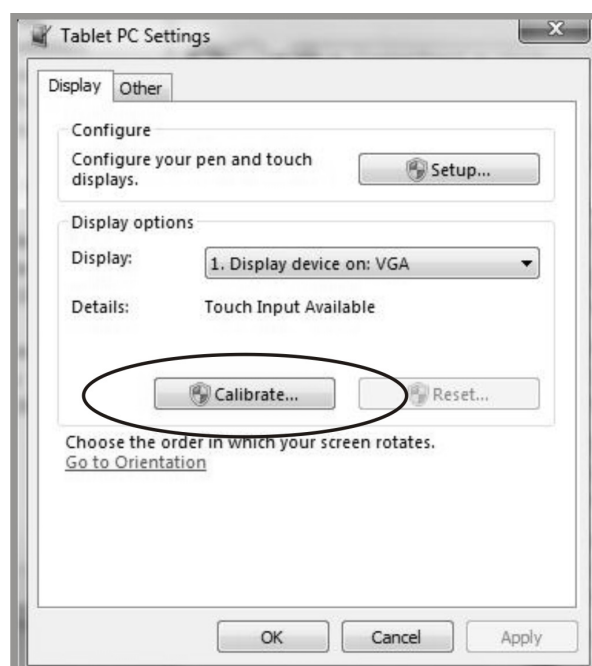 Tablet PC Settings
Display Other
Configure
Configure your pen and touch
displays.
Setup...
Display options
Display: 1. Display device on: VGA
Details: Touch Input Available
Calibrate... Reset...
Choose the order in which your screen rotates.
Go to Orientation
OK Cancel Apply